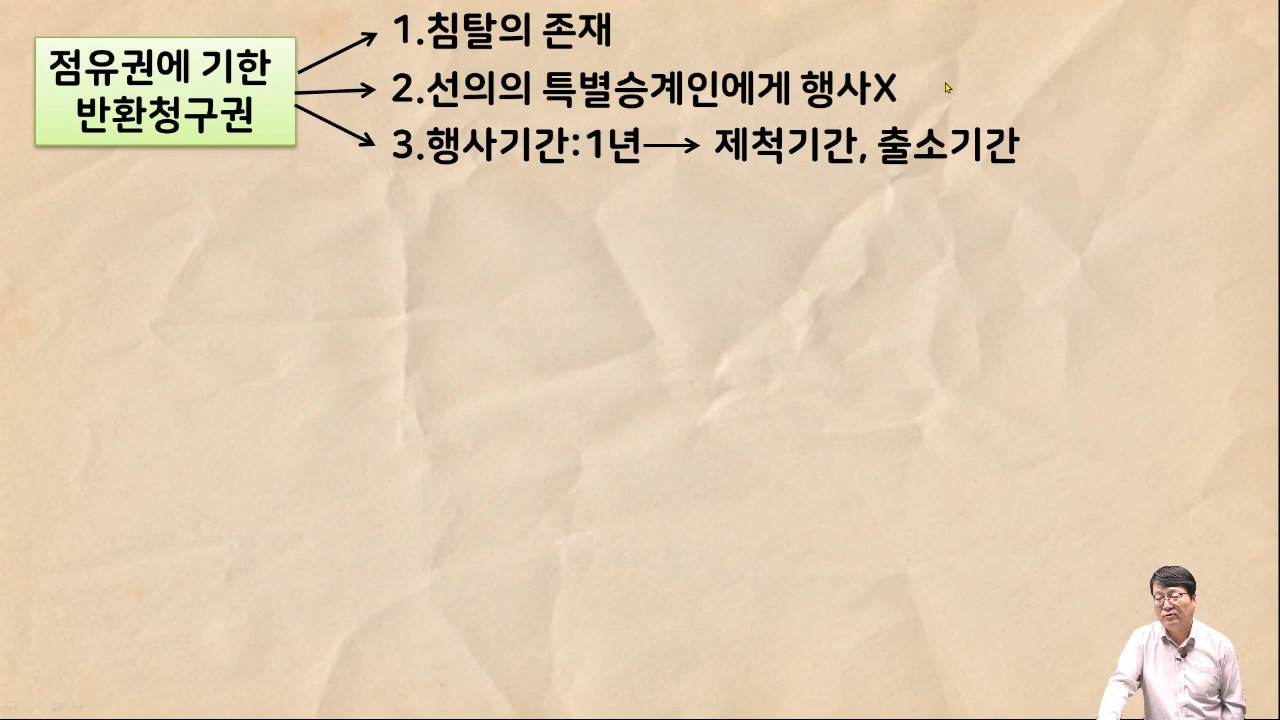 점유권에 기한
반환청구권
1.침탈의 존재
2.선의의 특별승계인에게 행사X
3.행사기간:1년 → 제척기간, 출소기간